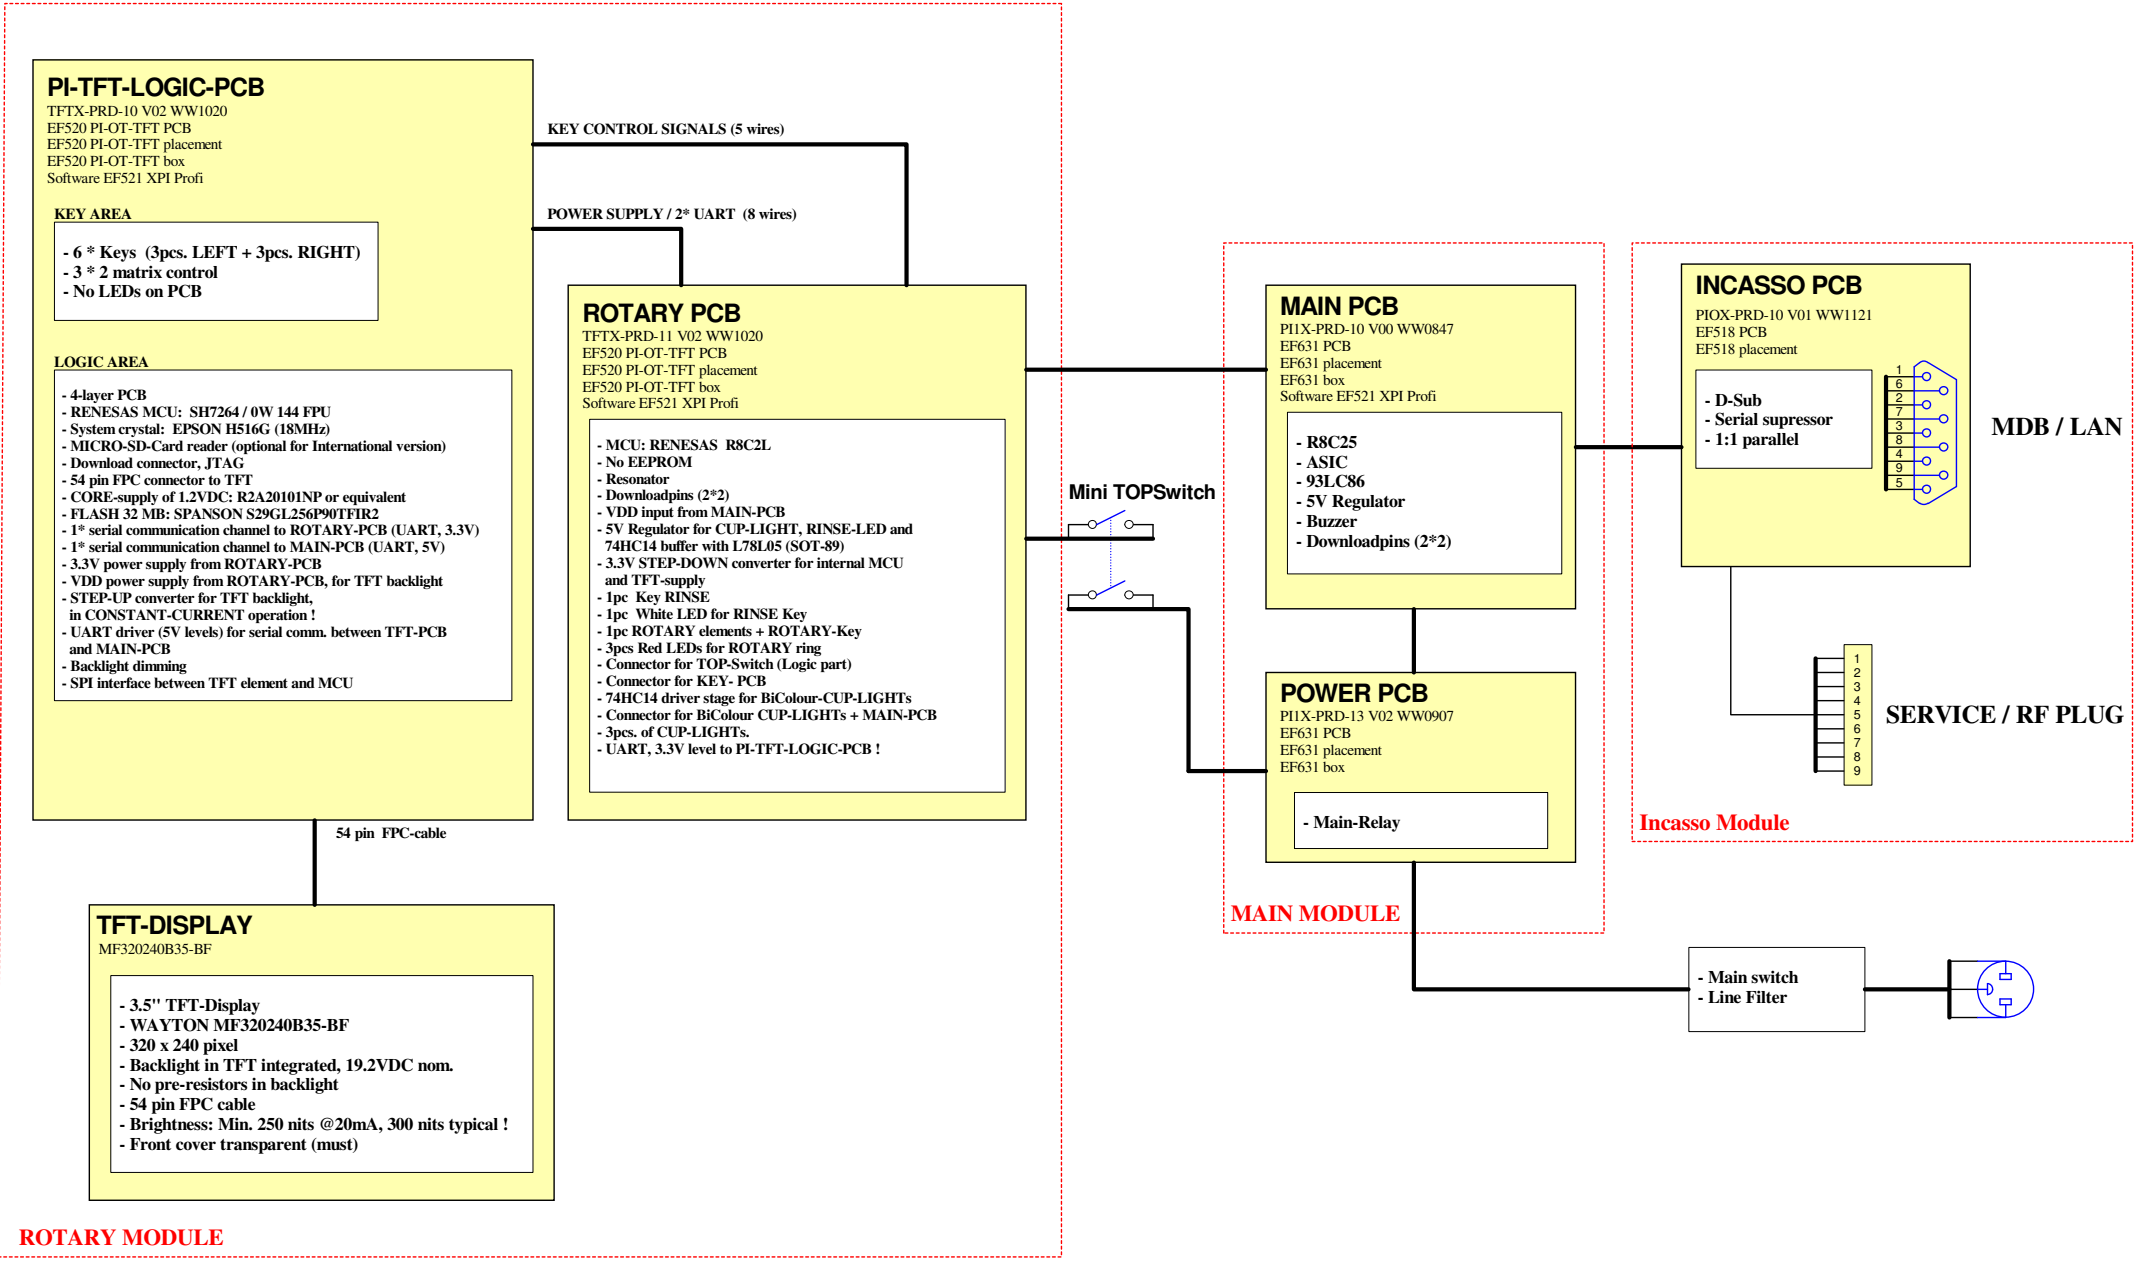 PI-TFT-LOGIC-PCB
TFTX-PRD-10 V02 WW1020
EF520 PI-OT-TFT PCB
EF520 PI-OT-TFT placement
EF520 PI-OT-TFT box
Software EF521 XPI Profi
KEY AREA
- 6 * Keys (3pcs. LEFT + 3pcs. RIGHT)
- 3 * 2 matrix control
- No LEDs on PCB
LOGIC AREA
- 4-layer PCB
- RENESAS MCU: SH7264 / 0W 144 FPU
- System crystal: EPSON H516G (18MHz)
- MICRO-SD-Card reader (optional for International version)
- Download connector, JTAG
- 54 pin FPC connector to TFT
- CORE-supply of 1.2VDC: R2A20101NP or equivalent
- FLASH 32 MB: SPANSON S29GL256P90TFIR2
- 1* serial communication channel to ROTARY-PCB (UART, 3.3V)
- 1* serial communication channel to MAIN-PCB (UART, 5V)
- 3.3V power supply from ROTARY-PCB
- VDD power supply from ROTARY-PCB, for TFT backlight
- STEP-UP converter for TFT backlight,
in CONSTANT-CURRENT operation !
- UART driver (5V levels) for serial comm. between TFT-PCB
and MAIN-PCB
- Backlight dimming
- SPI interface between TFT element and MCU
KEY CONTROL SIGNALS (5 wires)
POWER SUPPLY / 2* UART (8 wires)
54 pin FPC-cable
TFT-DISPLAY
MF320240B35-BF
- 3.5" TFT-Display
- WAYTON MF320240B35-BF
- 320 x 240 pixel
- Backlight in TFT integrated, 19.2VDC nom.
- No pre-resistors in backlight
- 54 pin FPC cable
- Brightness: Min. 250 nits @20mA, 300 nits typical !
- Front cover transparent (must)
ROTARY MODULE
ROTARY PCB
TFTX-PRD-11 V02 WW1020
EF520 PI-OT-TFT PCB
EF520 PI-OT-TFT placement
EF520 PI-OT-TFT box
Software EF521 XPI Profi
- MCU: RENESAS R8C2L
- No EEPROM
- Resonator
- Downloadpins (2*2)
- VDD input from MAIN-PCB
- 5V Regulator for CUP-LIGHT, RINSE-LED and
74HC14 buffer with L78L05 (SOT-89)
- 3.3V STEP-DOWN converter for internal MCU
and TFT-supply
- 1pc Key RINSE
- 1pc White LED for RINSE Key
- 1pc ROTARY elements + ROTARY-Key
- 3pcs Red LEDs for ROTARY ring
- Connector for TOP-Switch (Logic part)
- Connector for KEY- PCB
- 74HC14 driver stage for BiColour-CUP-LIGHTs
- Connector for BiColour CUP-LIGHTs + MAIN-PCB
- 3pcs. of CUP-LIGHTs.
- UART, 3.3V level to PI-TFT-LOGIC-PCB !
Mini TOPSwitch
MAIN PCB
PI1X-PRD-10 V00 WW0847
EF631 PCB
EF631 placement
EF631 box
Software EF521 XPI Profi
- R8C25
- ASIC
- 93LC86
- 5V Regulator
- Buzzer
- Downloadpins (2*2)
POWER PCB
PI1X-PRD-13 V02 WW0907
EF631 PCB
EF631 placement
EF631 box
- Main-Relay
MAIN MODULE
INCASSO PCB
PIOX-PRD-10 V01 WW1121
EF518 PCB
EF518 placement
- D-Sub
- Serial supressor
- 1:1 parallel
1
6
2
7
3
8
4
9
5
MDB / LAN
1
2
3
4
5
6
7
8
9
SERVICE / RF PLUG
Incasso Module
- Main switch
- Line Filter